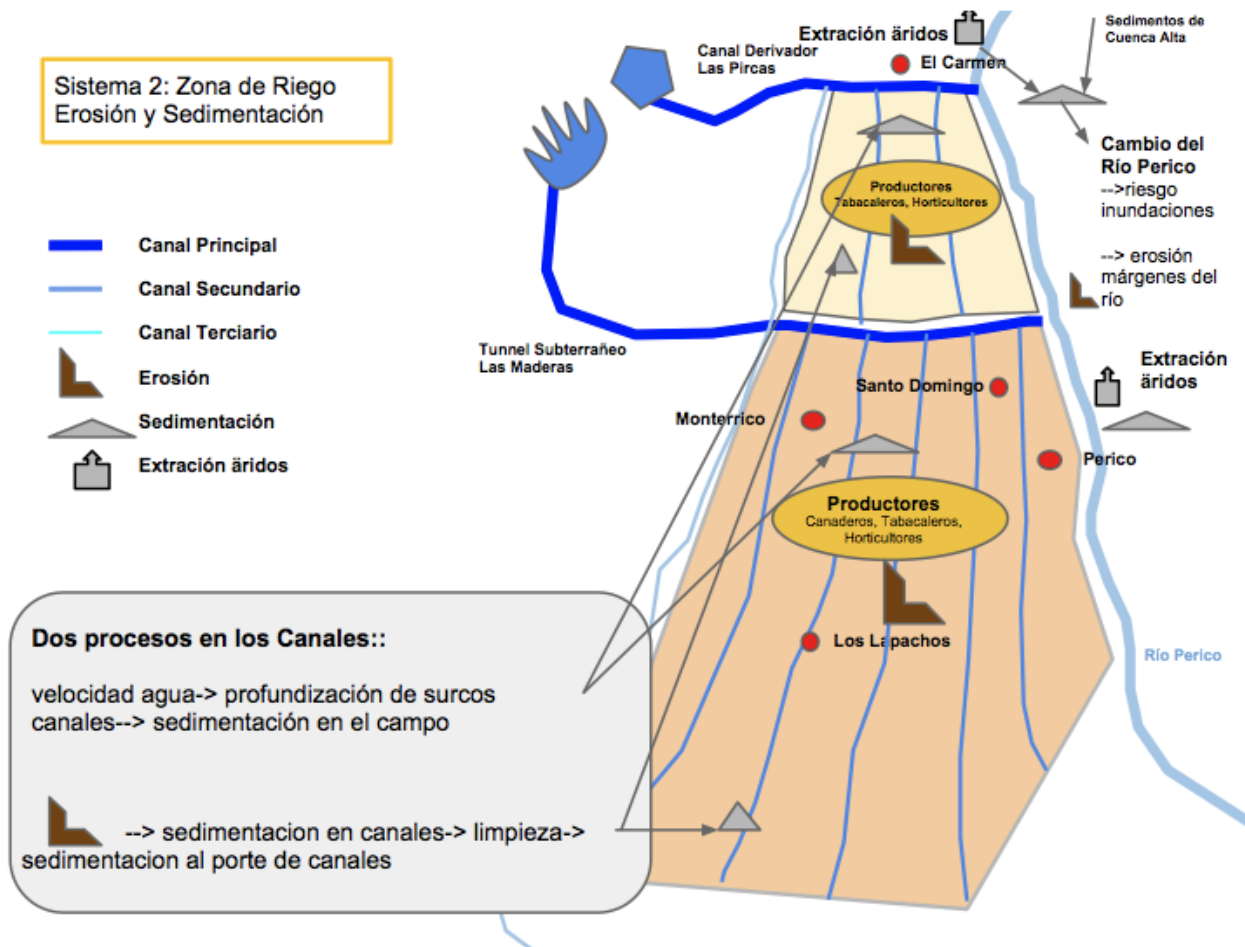 Sistema 2: Zona de Riego
Erosión y Sedimentación
Canal Derivador
Las Pircas
Extración äridos
El Carmen
Sedimentos de
Cuenca Alta
Cambio del
Río Perico
-->riesgo
inundaciones
--> erosión
márgenes del
río
Productores
Tabacaleros, Horticultores
Canal Principal
Canal Secundario
Canal Terciario
Erosión
Sedimentación
Extración äridos
Tunnel Subterrañeo
Las Maderas
Santo Domingo
Monterrico
Extración
äridos
Perico
Productores
Canaderos, Tabacaleros,
Horticultores
Los Lapachos
Río Perico
Dos procesos en los Canales::
velocidad agua-> profundización de surcos
canales--> sedimentación en el campo
--> sedimentacion en canales-> limpieza->
sedimentacion al porte de canales